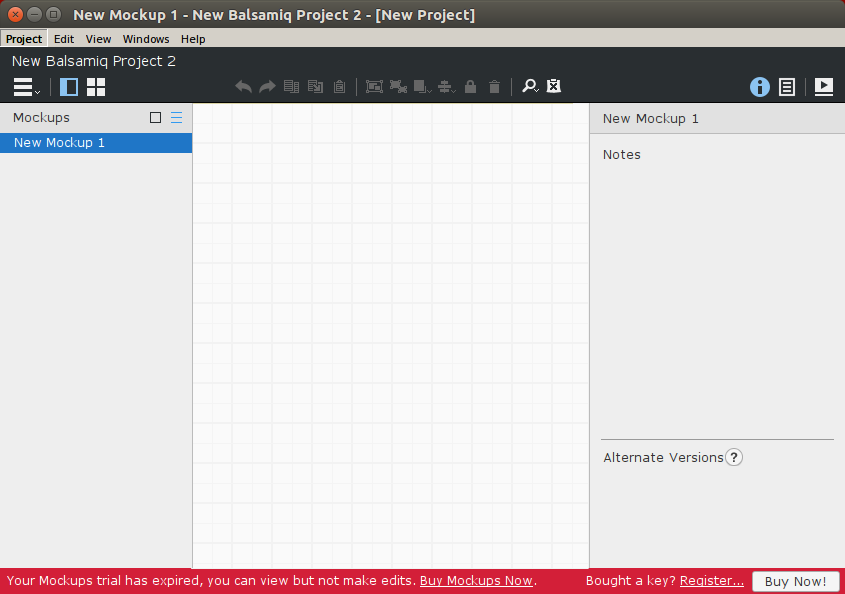 New Mockup 1 - New Balsamiq Project 2 - [New Project]
Project Edit View Windows Help
New Balsamiq Project 2
Mockups
New Mockup 1
New Mockup 1
Notes
Alternate Versions ?
Your Mockups trial has expired, you can view but not make edits. Buy Mockups Now.
Bought a key? Register... Buy Now!